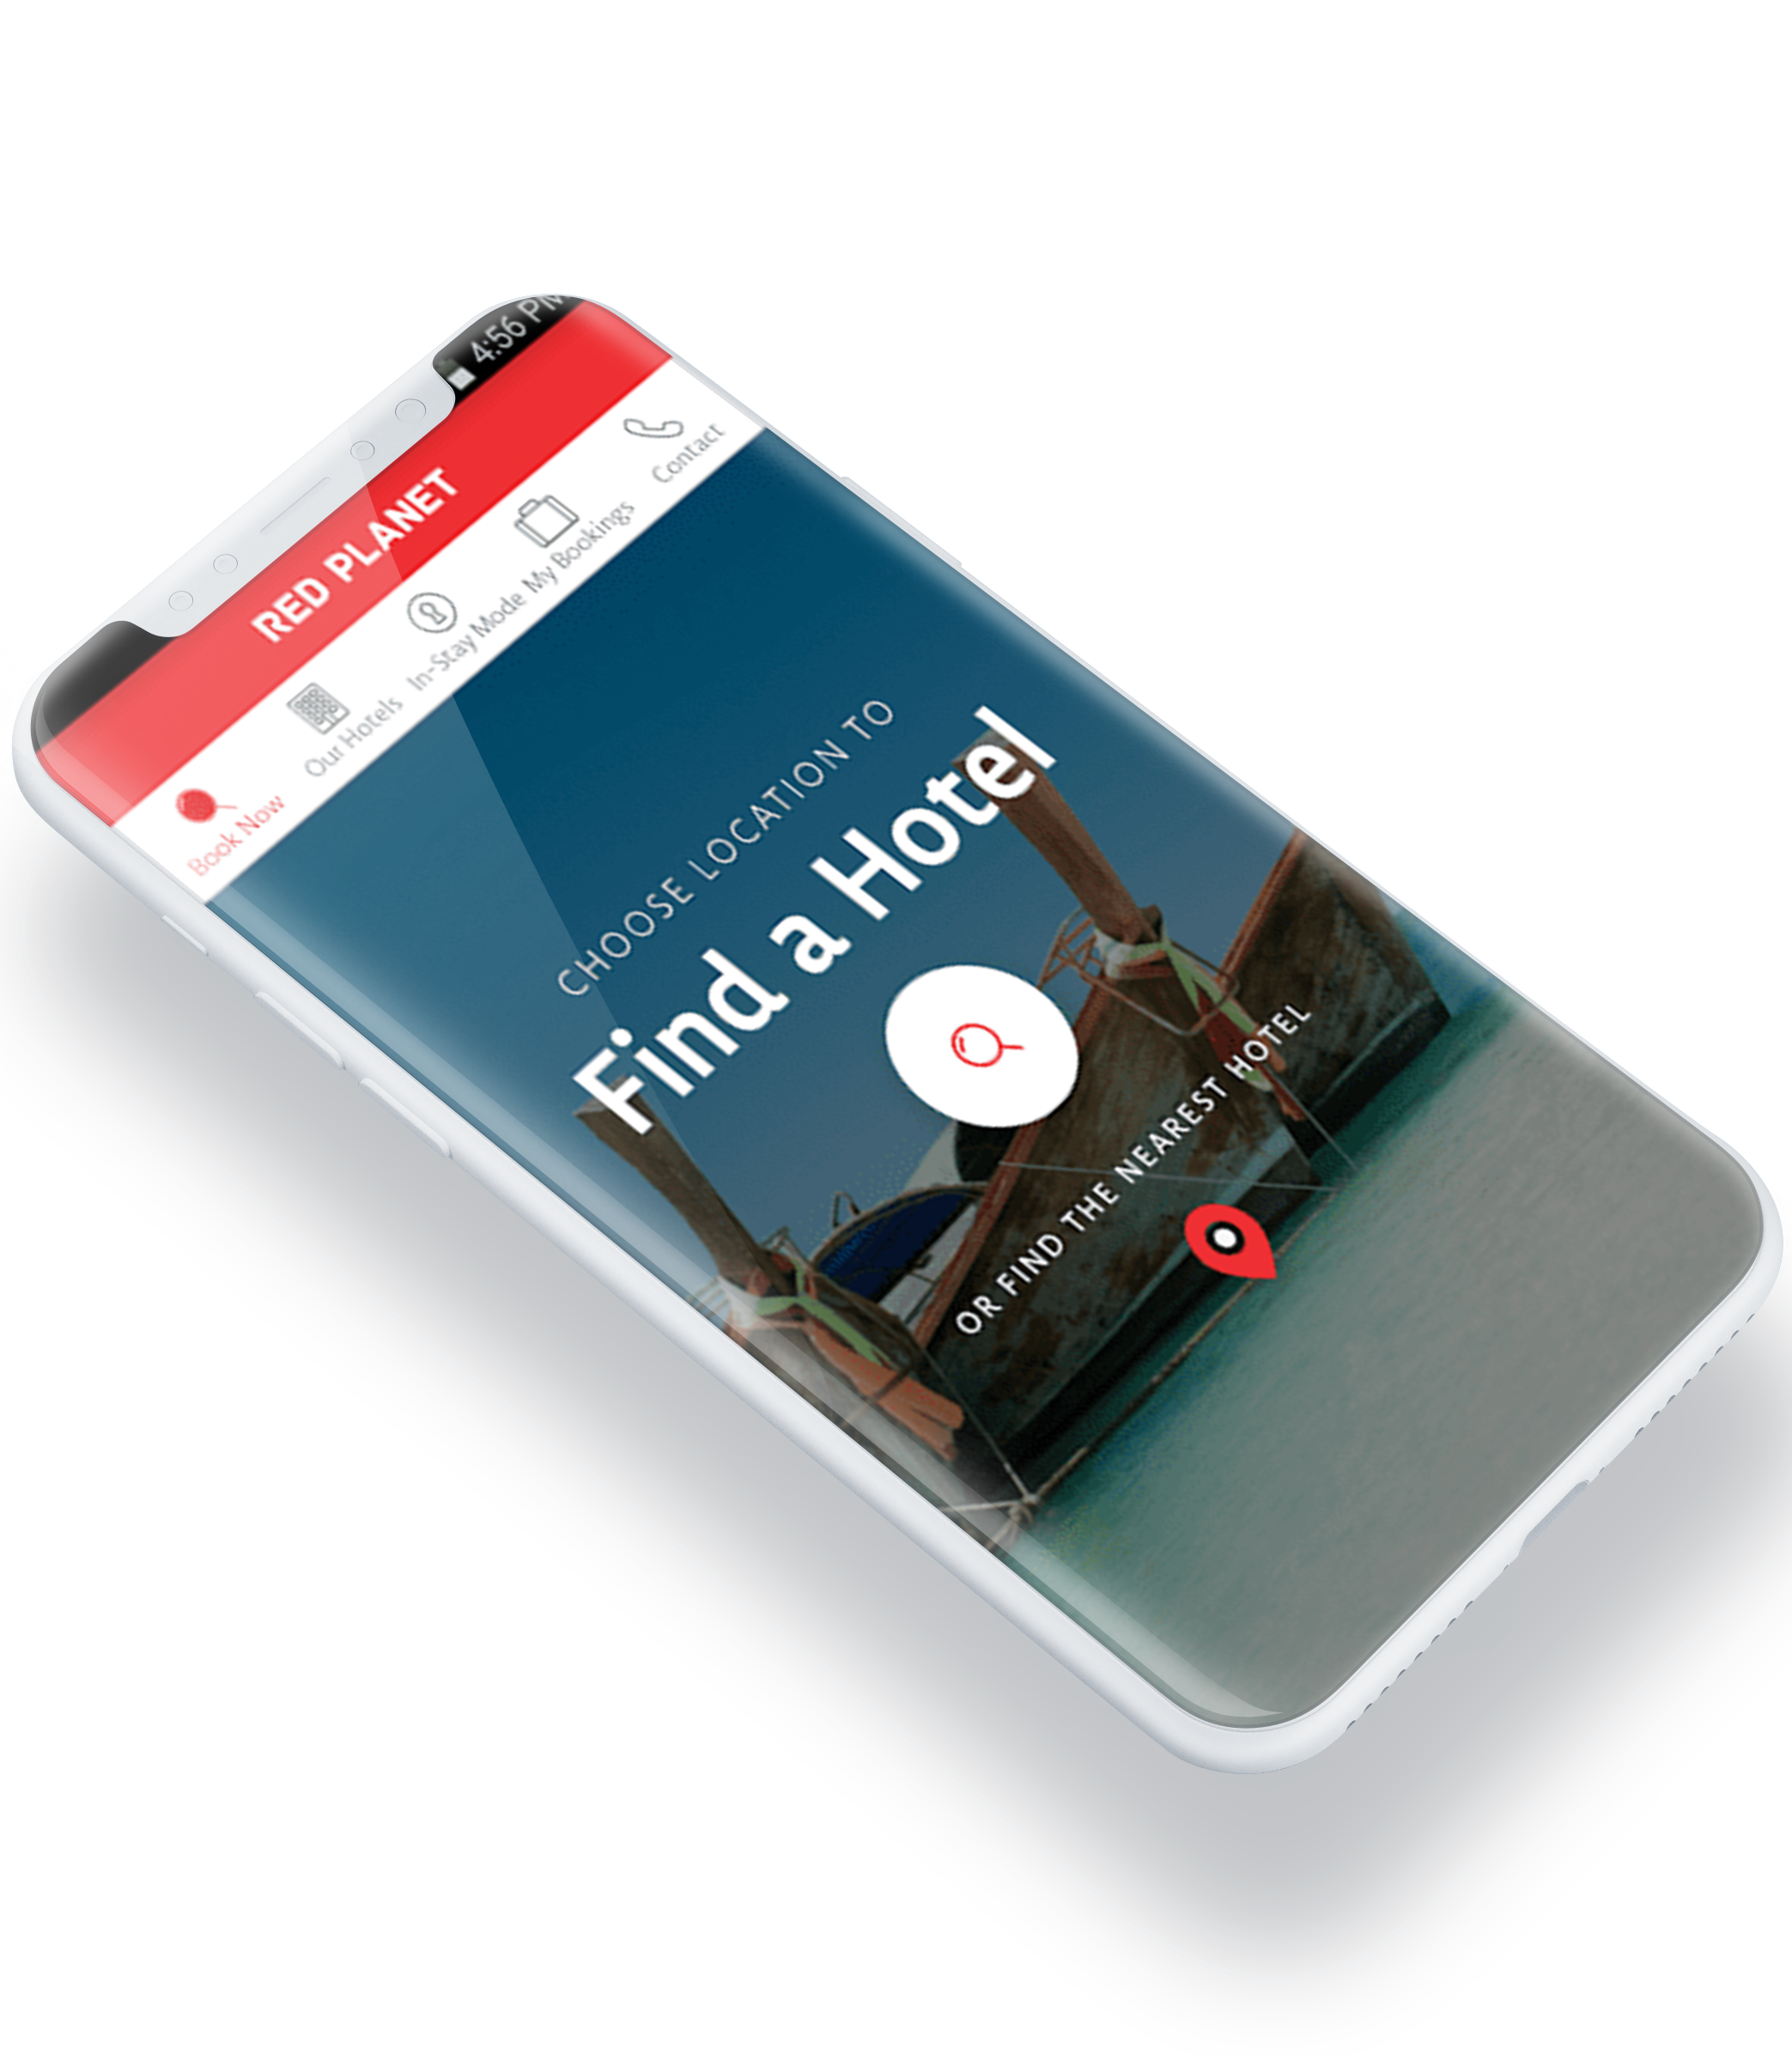 4:56 PM
RED PLANET
Book Now
Our Hotels
In-Stay Mode
My Bookings
Contact
CHOOSE LOCATION TO
Find a Hotel
OR FIND THE NEAREST HOTEL